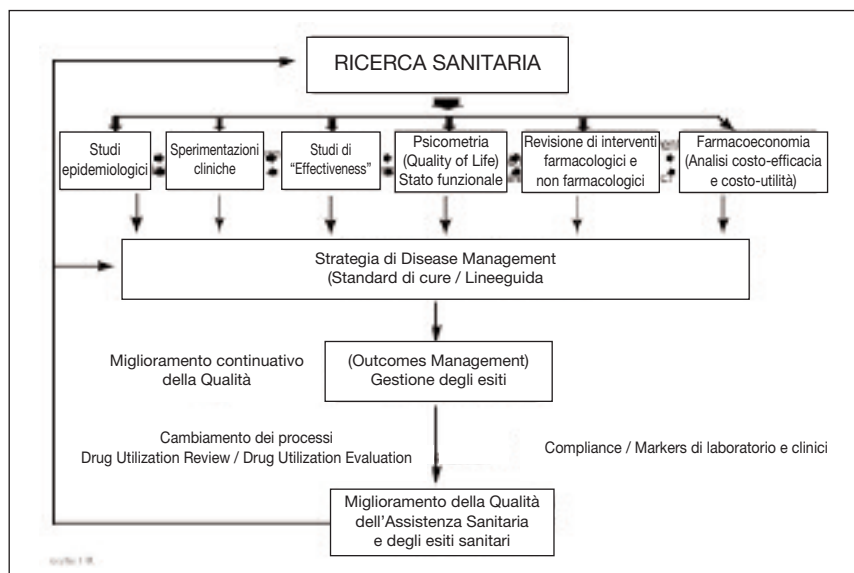 RICERCA SANITARIA
Studi
epidemiologici
Sperimentazioni
cliniche
Studi di
“Effectiveness”
Psicometria
(Quality of Life)
Stato funzionale
Revisione di interventi
farmacologici e
non farmacologici
Farmacoeconomia
(Analisi costo-efficacia
e costo-utilità)
Strategia di Disease Management
(Standard di cure / Lineeguida
Miglioramento continuativo
della Qualità
(Outcomes Management)
Gestione degli esiti
Cambiamento dei processi
Drug Utilization Review / Drug Utilization Evaluation
Compliance / Markers di laboratorio e clinici
Miglioramento della Qualità
dell’Assistenza Sanitaria
e degli esiti sanitari